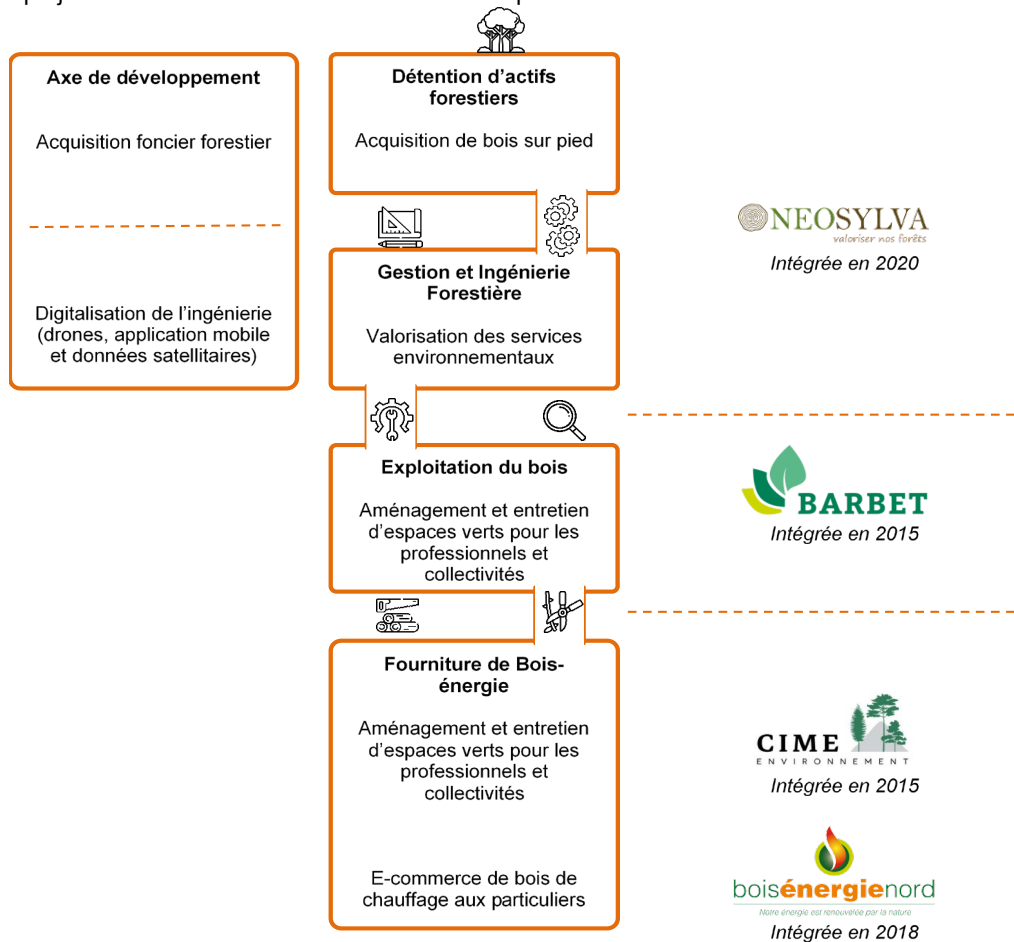 Axe de développement
Acquisition foncier forestier
Digitalisation de l'ingénierie
(drones, application mobile
et données satellitaires)
Détention d'actifs
forestiers
Acquisition de bois sur pied
Gestion et Ingénierie
Forestière
Valorisation des services
environnementaux
Exploitation du bois
Aménagement et entretien
d'espaces verts pour les
professionnels et
collectivités
Fourniture de Bois-
énergie
Aménagement et entretien
d'espaces verts pour les
professionnels et
collectivités
E-commerce de bois de
chauffage aux particuliers
NEOSYLVA
valoriser nos forêts
Intégrée en 2020
BARBET
Intégrée en 2015
CIME
ENVIRONNEMENT
Intégrée en 2015
boisénergienord
Notre énergie est renouvelée par la nature
Intégrée en 2018